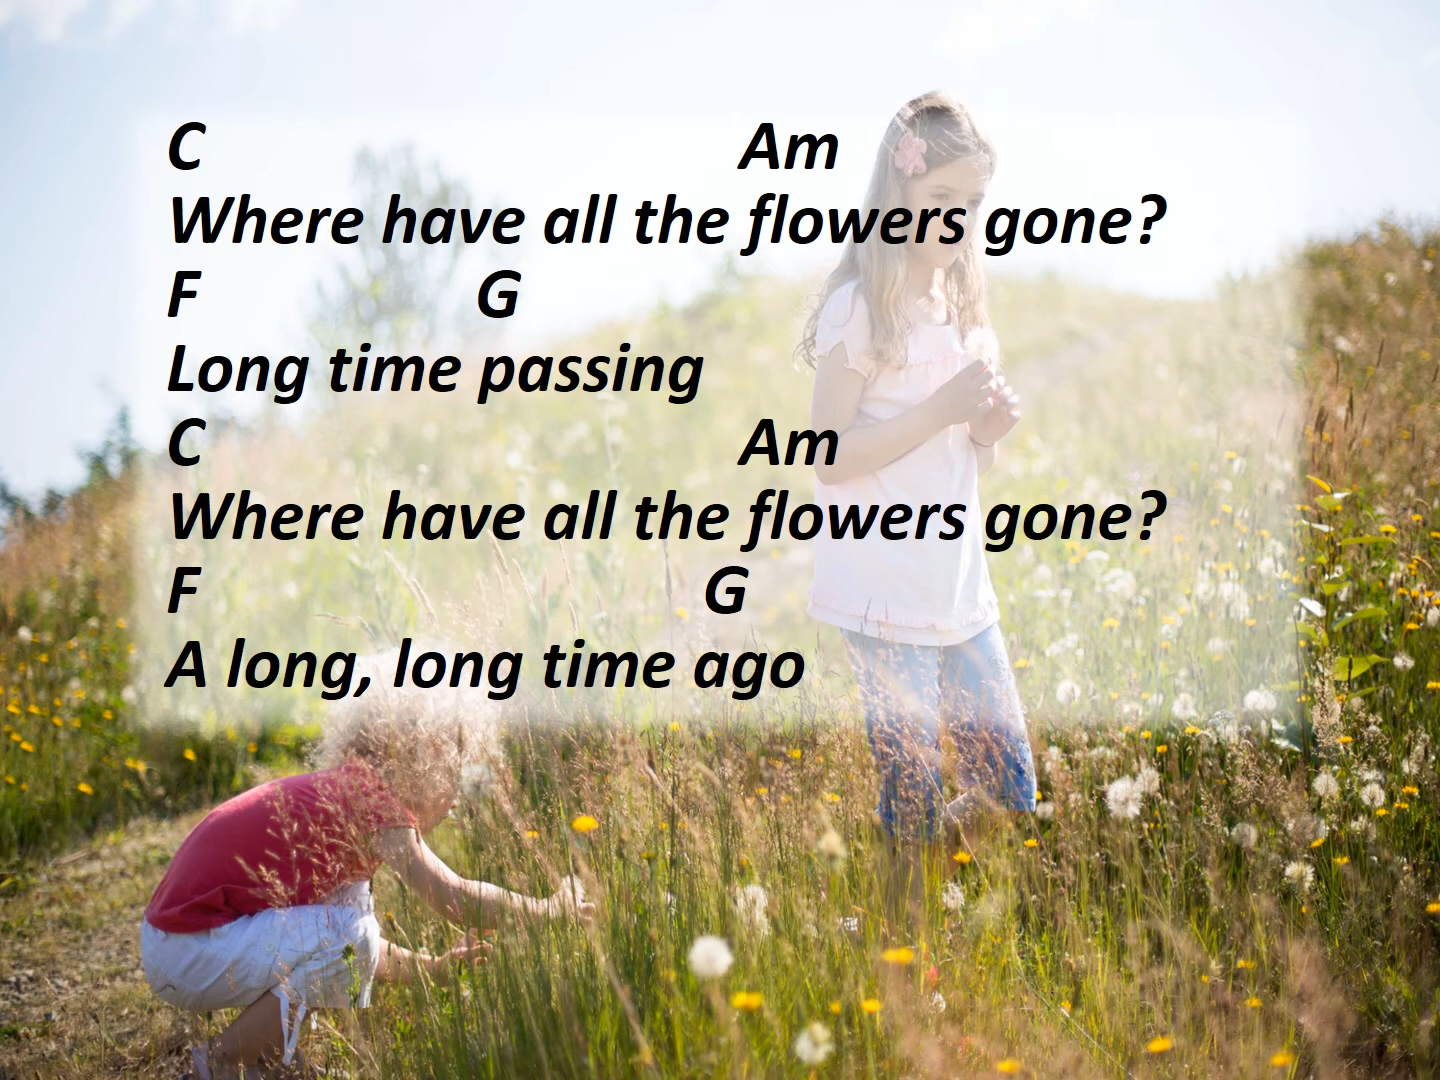 C Am
Where have all the flowers gone?
F G
Long time passing
C Am
Where have all the flowers gone?
F G
A long, long time ago